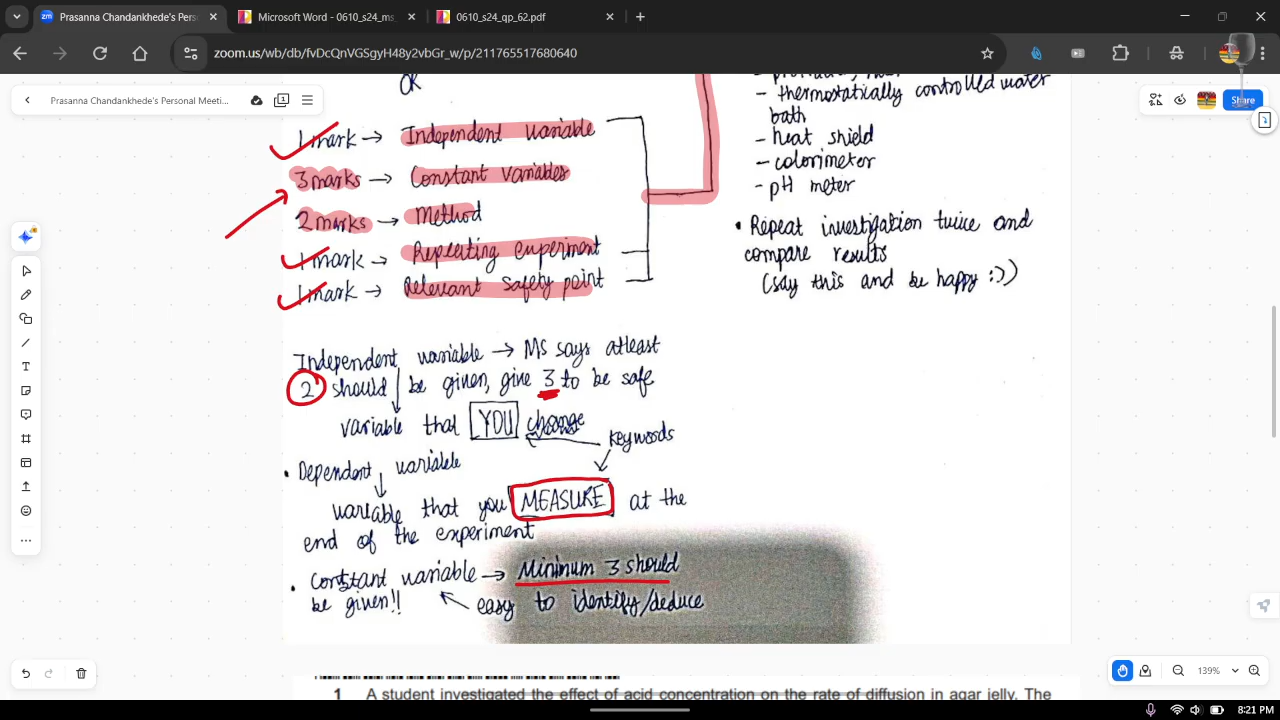 Prasanna Chandankhede's Pers
Microsoft Word - 0610_s24_ms
0610_s24_qp_62.pdf
zoom.us/wb/db/fvDcQnVGSgyH48y2vbGr_w/p/211765517680640
Prasanna Chandankhede's Personal Meeti...
Share
OR
1 mark → Independent variable
3 marks → Constant variables
2 marks → Method
1 mark → Repeating experiment
1 mark → Relevant safety point
- thermostatically controlled water
bath
- heat shield
- colorimeter
- pH meter
• Repeat investigation twice and
compare results
(say this and be happy :))
Independent variable → MS says atleast
2 should be given, give 3 to be safe
variable that YOU change
keywords
• Dependent variable
variable that you MEASURE at the
end of the experiment
• Constant variable → Minimum 3 should
be given!! easy to identify/deduce
139%
1 A student investigated the effect of acid concentration on the rate of diffusion in agar jelly. The
8:21 PM